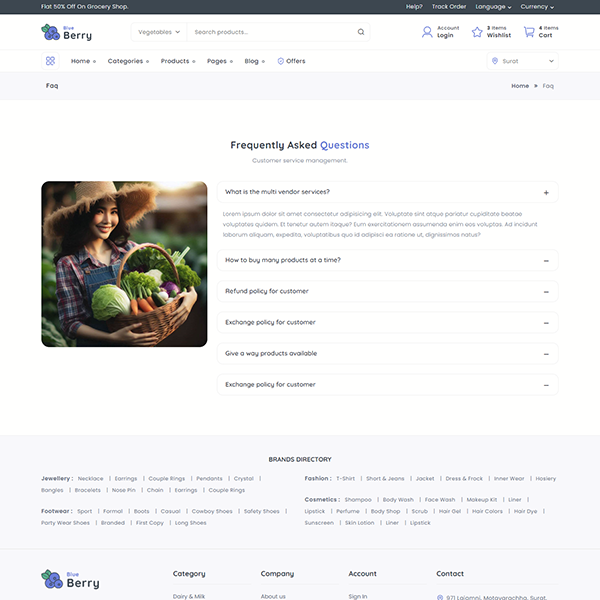 Flat 50% Off On Grocery Shop.
Help? Track Order Language Currency
Blue
Berry
Vegetables
Search products...
Account
Login
3 items
Wishlist
4 items
Cart
Home Categories Products Pages Blog Offers
Surat
Faq
Home » Faq
Frequently Asked Questions
Customer service management.
What is the multi vendor services? +
Lorem ipsum dolor sit amet consectetur adipisicing elit. Voluptate sint atque pariatur cupiditate beatae
voluptates quidem. Et tenetur autem itaque? Eum exercitationem assumenda enim eos voluptas. Ad incidunt
laborum aliquam, expedita, voluptatibus quo id adipisci ea ratione ut, dignissimos natus?
How to buy many products at a time? –
Refund policy for customer –
Exchange policy for customer –
Give a way products available –
Exchange policy for customer –
BRANDS DIRECTORY
Jewellery : Necklace | Earrings | Couple Rings | Pendants | Crystal |
Bangles | Bracelets | Nose Pin | Chain | Earrings | Couple Rings
Footwear : Sport | Formal | Boots | Casual | Cowboy Shoes | Safety Shoes |
Party Wear Shoes | Branded | First Copy | Long Shoes
Fashion : T-Shirt | Short & Jeans | Jacket | Dress & Frock | Inner Wear | Hosiery
Cosmetics : Shampoo | Body Wash | Face Wash | Makeup Kit | Liner |
Lipstick | Perfume | Body Shop | Scrub | Hair Gel | Hair Colors | Hair Dye |
Sunscreen | Skin Lotion | Liner | Lipstick
Blue
Berry
Category
Dairy & Milk
Company
About us
Account
Sign In
Contact
971 Lajamni, Motavarachha, Surat,